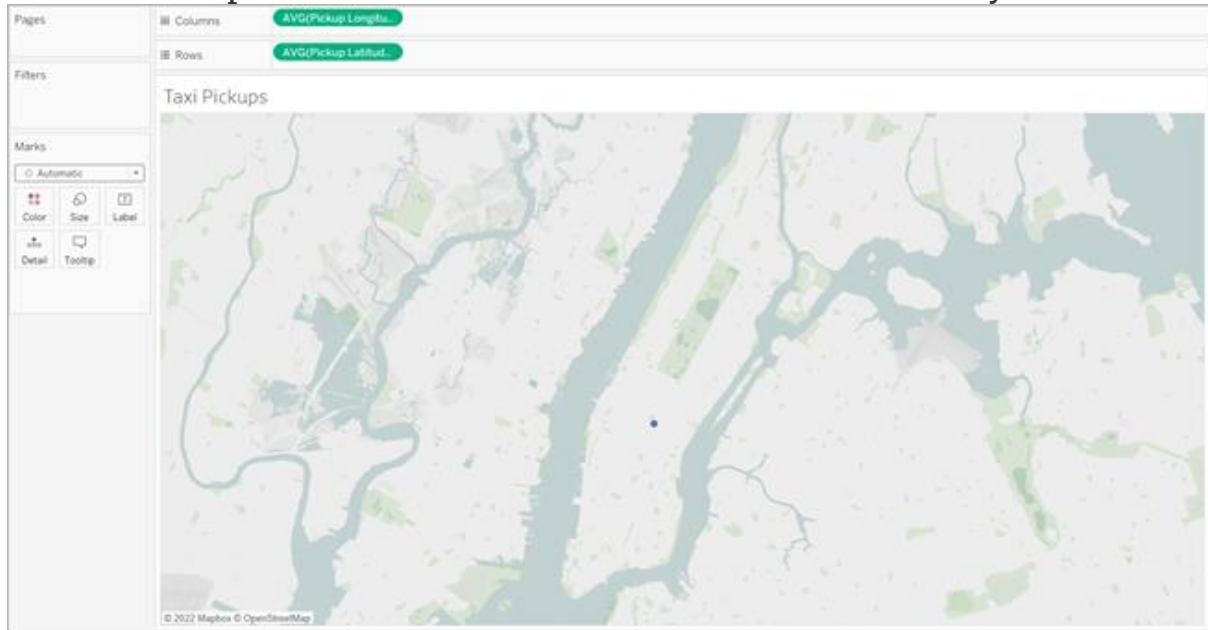 Pages
Columns
AVG(Pickup Longitu..
Rows
AVG(Pickup Latitud..
Filters
Taxi Pickups
Marks
Automatic
Color Size Label
Detail Tooltip
© 2022 Mapbox © OpenStreetMap